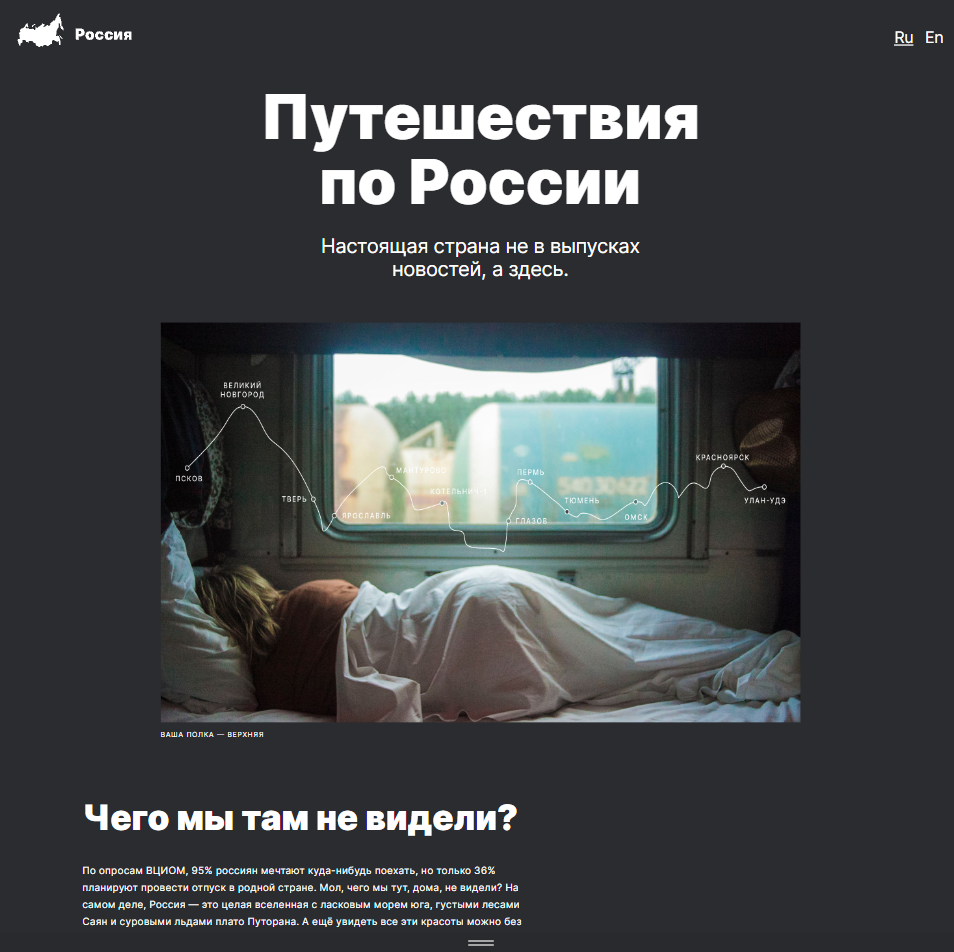 Россия
Ru En
Путешествия
по России
Настоящая страна не в выпусках
новостей, а здесь.
ВЕЛИКИЙ
НОВГОРОД
ПСКОВ
ТВЕРЬ
ЯРОСЛАВЛЬ
МАНТУРОВО
КОТЕЛЬНИЧ
ПЕРМЬ
ГЛАЗОВ
ТЮМЕНЬ
ОМСК
КРАСНОЯРСК
УЛАН-УДЭ
ВАША ПОЛКА — ВЕРХНЯЯ
Чего мы там не видели?
По опросам ВЦИОМ, 95% россиян мечтают куда-нибудь поехать, но только 36%
планируют провести отпуск в родной стране. Мол, чего мы тут, дома, не видели? На
самом деле, Россия — это целая вселенная с ласковым морем юга, густыми лесами
Саян и суровыми льдами плато Путорана. А ещё увидеть все эти красоты можно без